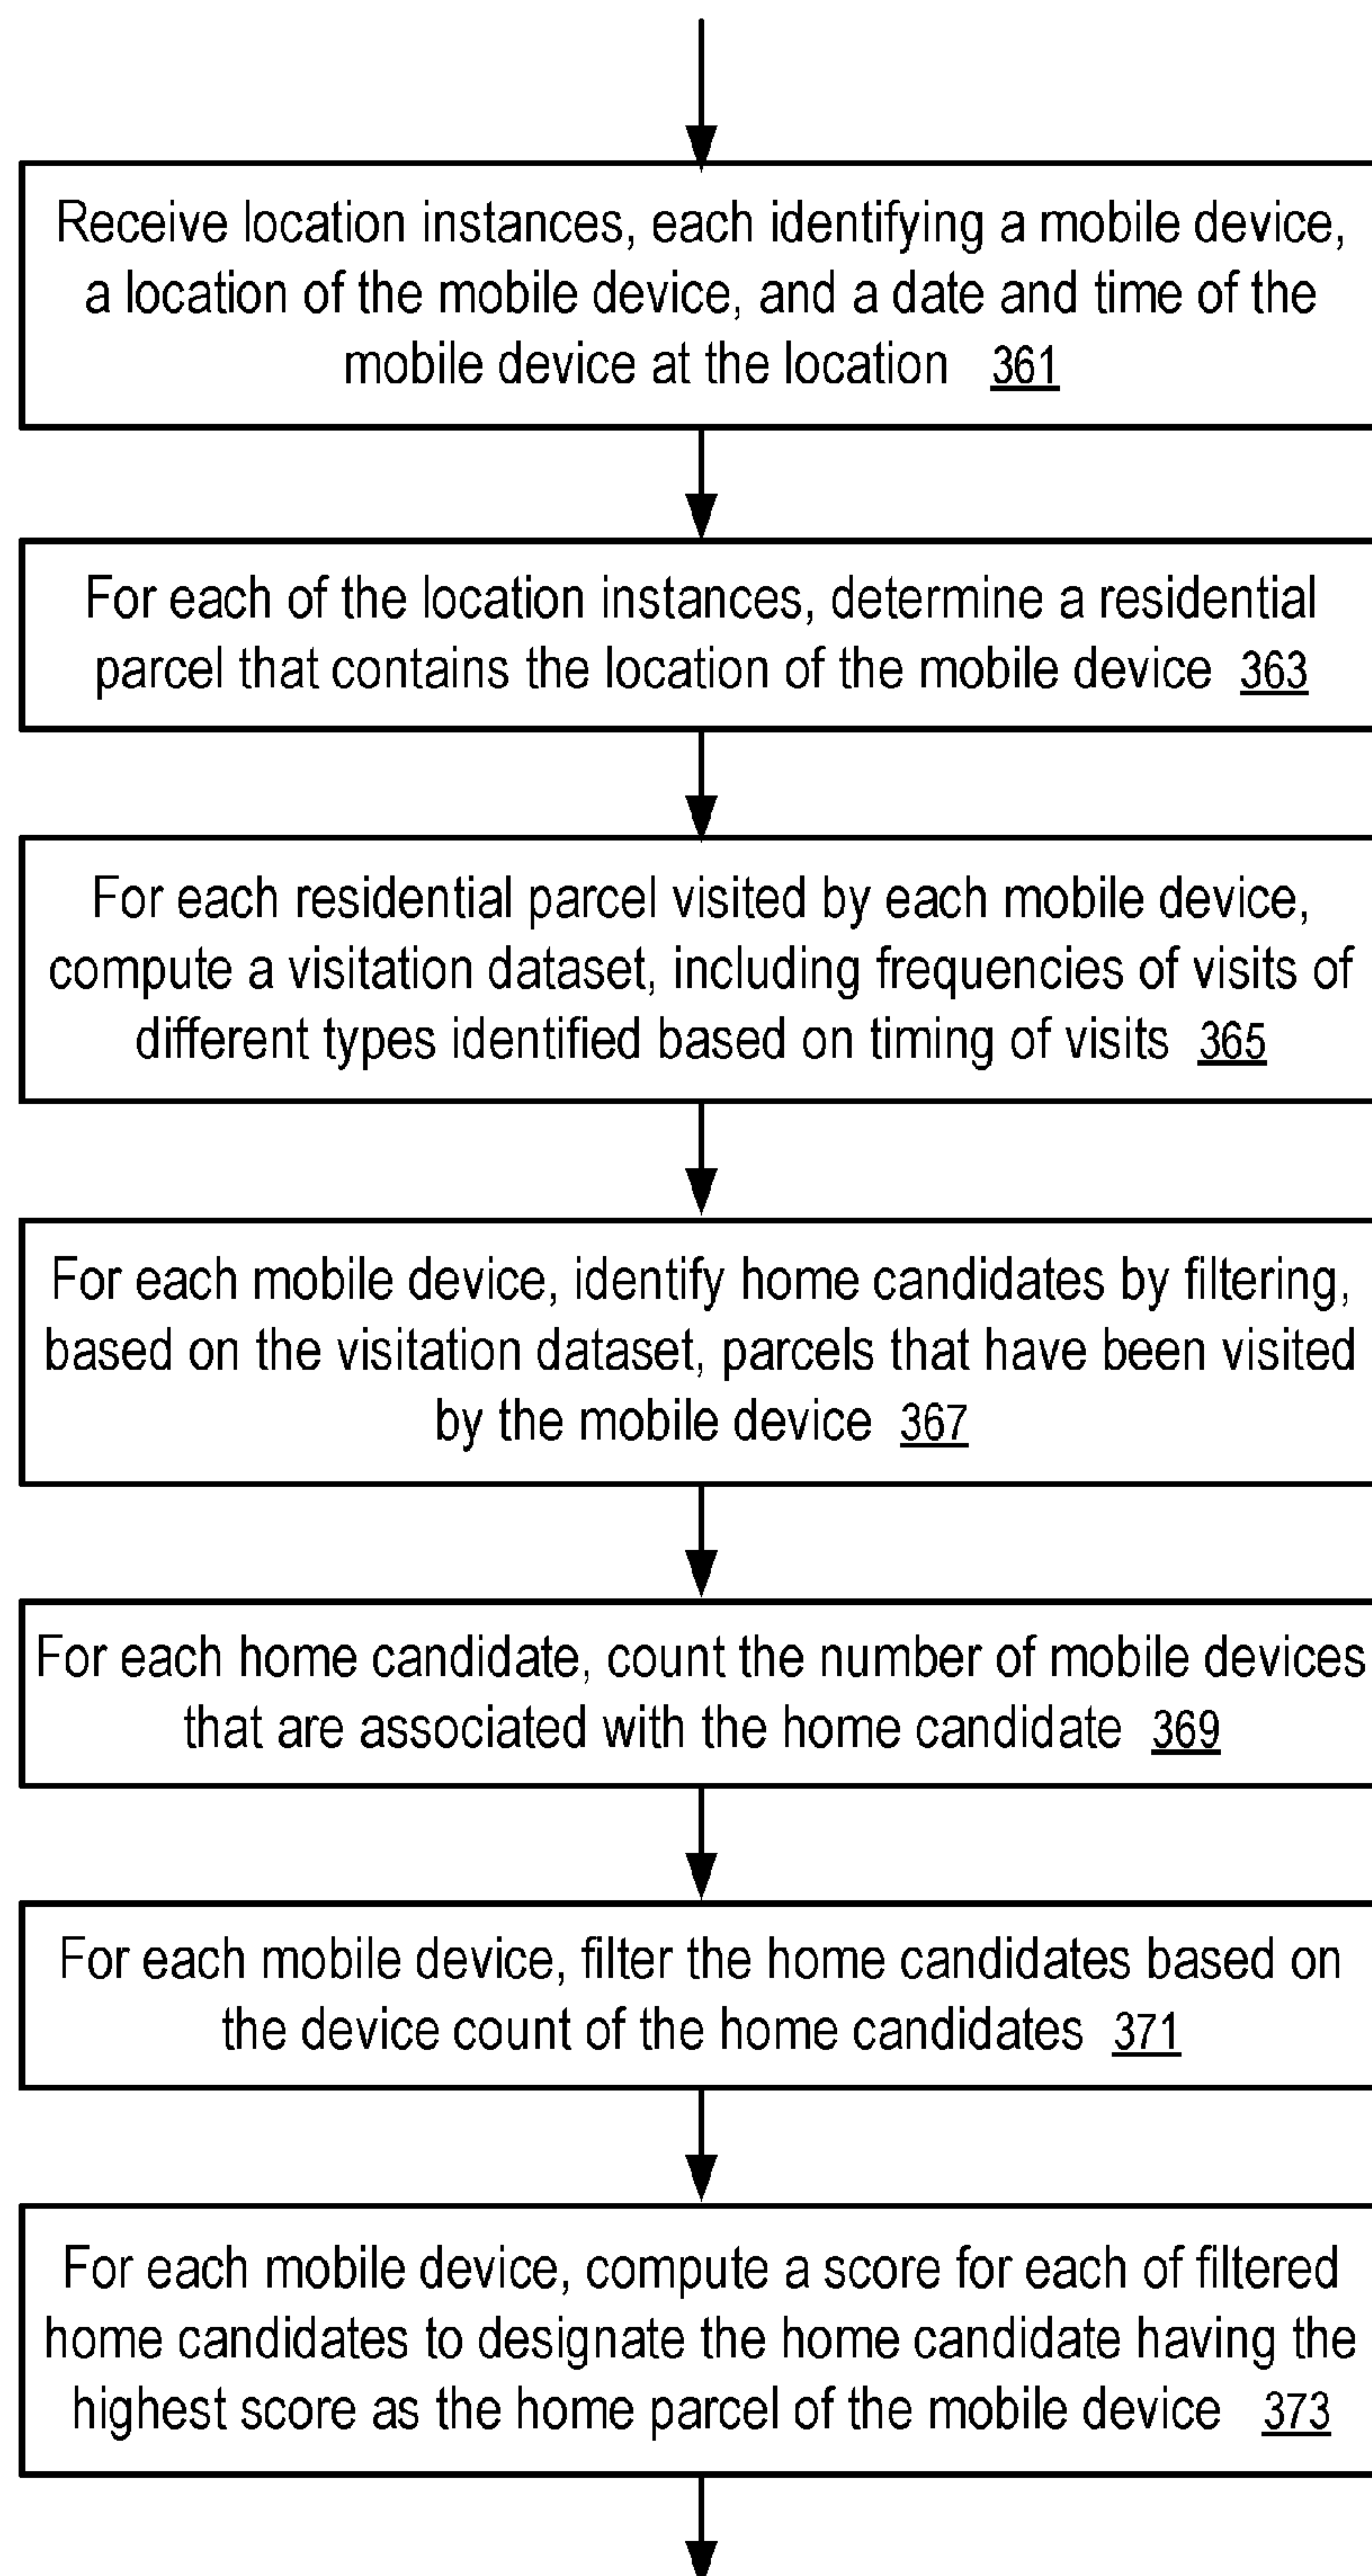 Receive location instances, each identifying a mobile device,
a location of the mobile device, and a date and time of the
mobile device at the location 361
For each of the location instances, determine a residential
parcel that contains the location of the mobile device 363
For each residential parcel visited by each mobile device,
compute a visitation dataset, including frequencies of visits of
different types identified based on timing of visits 365
For each mobile device, identify home candidates by filtering,
based on the visitation dataset, parcels that have been visited
by the mobile device 367
For each home candidate, count the number of mobile devices
that are associated with the home candidate 369
For each mobile device, filter the home candidates based on
the device count of the home candidates 371
For each mobile device, compute a score for each of filtered
home candidates to designate the home candidate having the
highest score as the home parcel of the mobile device 373